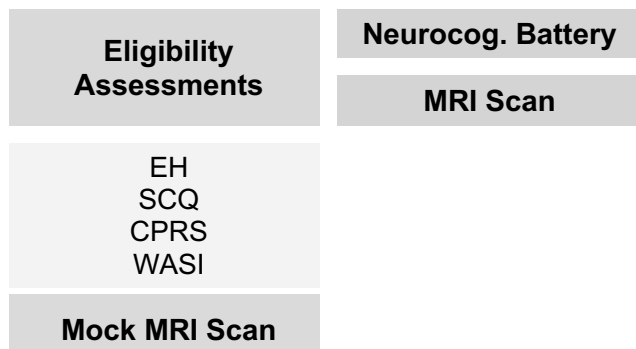 Eligibility
Assessments
EH
SCQ
CPRS
WASI
Mock MRI Scan
Neurocog. Battery
MRI Scan